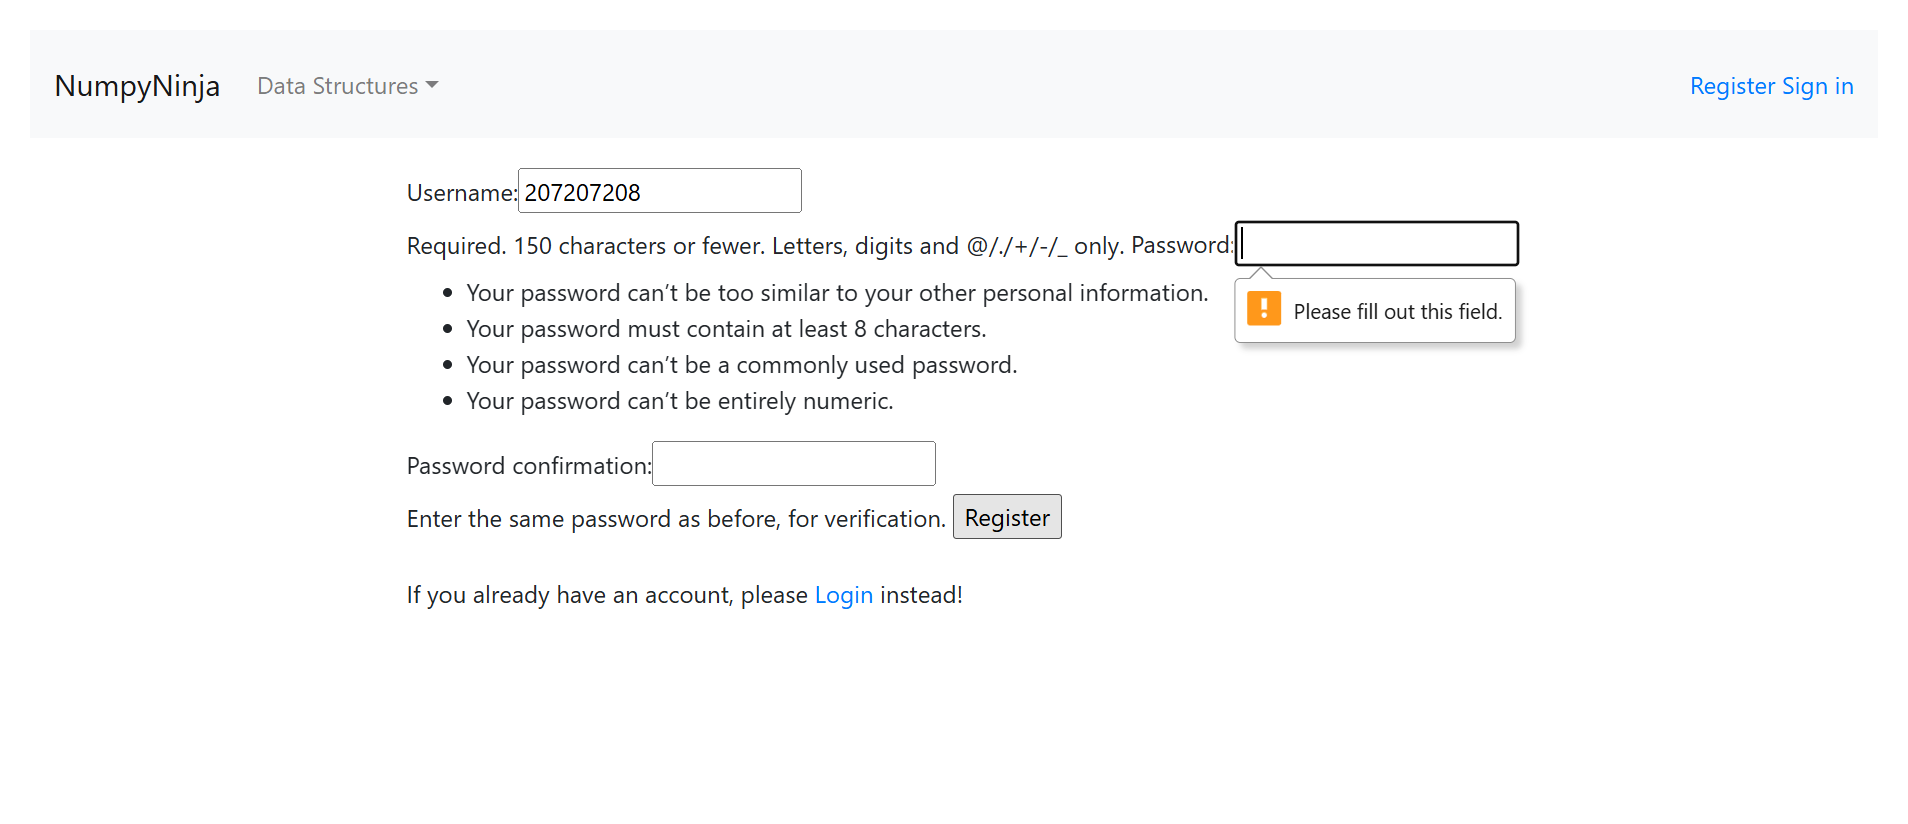 NumpyNinja Data Structures Register Sign in
Username: 207207208
Required. 150 characters or fewer. Letters, digits and @/./+/-/_ only. Password:
Please fill out this field.
Your password can’t be too similar to your other personal information.
Your password must contain at least 8 characters.
Your password can’t be a commonly used password.
Your password can’t be entirely numeric.
Password confirmation:
Enter the same password as before, for verification. Register
If you already have an account, please Login instead!